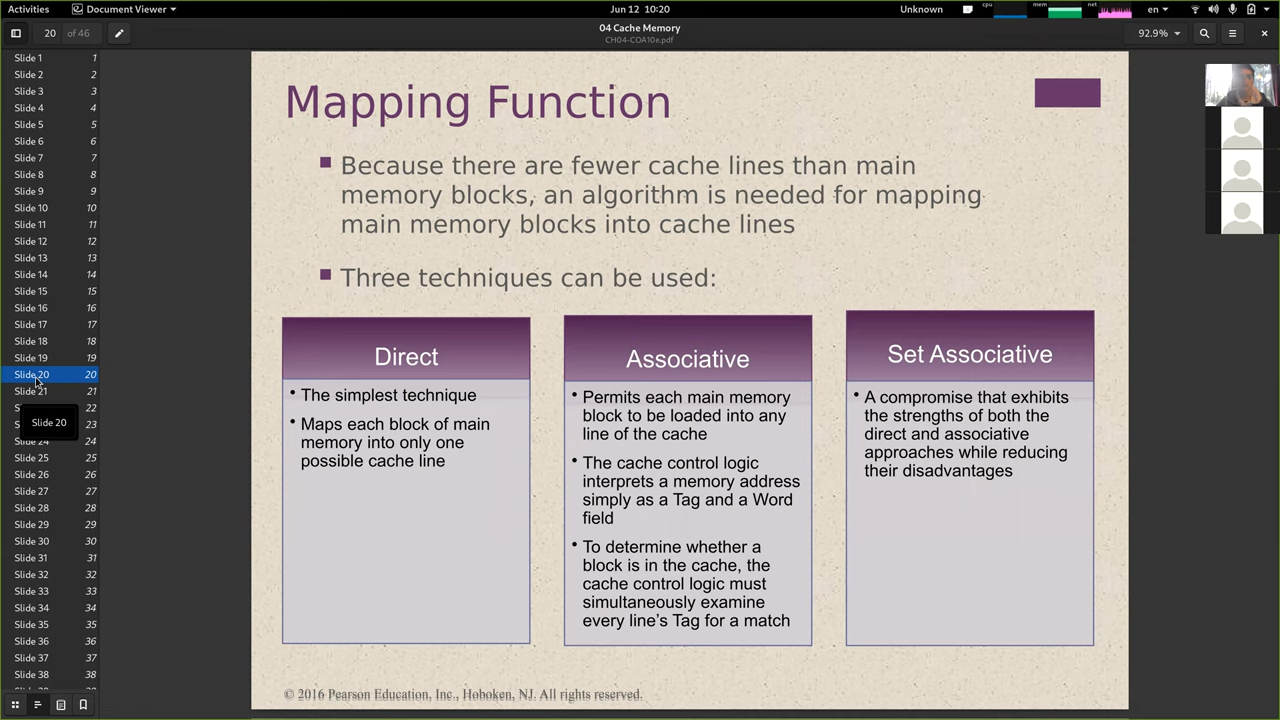 Activities
Document Viewer
Jun 12 10:20
Unknown
cpu
mem
net
en
20 of 46
04 Cache Memory
CH04-COA10e.pdf
92.9%
Slide 1 1
Slide 2 2
Slide 3 3
Slide 4 4
Slide 5 5
Slide 6 6
Slide 7 7
Slide 8 8
Slide 9 9
Slide 10 10
Slide 11 11
Slide 12 12
Slide 13 13
Slide 14 14
Slide 15 15
Slide 16 16
Slide 17 17
Slide 18 18
Slide 19 19
Slide 20 20
Slide 21 21
22
Slide 20
23
Slide 24 24
Slide 25 25
Slide 26 26
Slide 27 27
Slide 28 28
Slide 29 29
Slide 30 30
Slide 31 31
Slide 32 32
Slide 33 33
Slide 34 34
Slide 35 35
Slide 36 36
Slide 37 37
Slide 38 38
Mapping Function
Because there are fewer cache lines than main
memory blocks, an algorithm is needed for mapping
main memory blocks into cache lines
Three techniques can be used:
Direct
• The simplest technique
• Maps each block of main
memory into only one
possible cache line
Associative
• Permits each main memory
block to be loaded into any
line of the cache
• The cache control logic
interprets a memory address
simply as a Tag and a Word
field
• To determine whether a
block is in the cache, the
cache control logic must
simultaneously examine
every line's Tag for a match
Set Associative
• A compromise that exhibits
the strengths of both the
direct and associative
approaches while reducing
their disadvantages
© 2016 Pearson Education, Inc., Hoboken, NJ. All rights reserved.